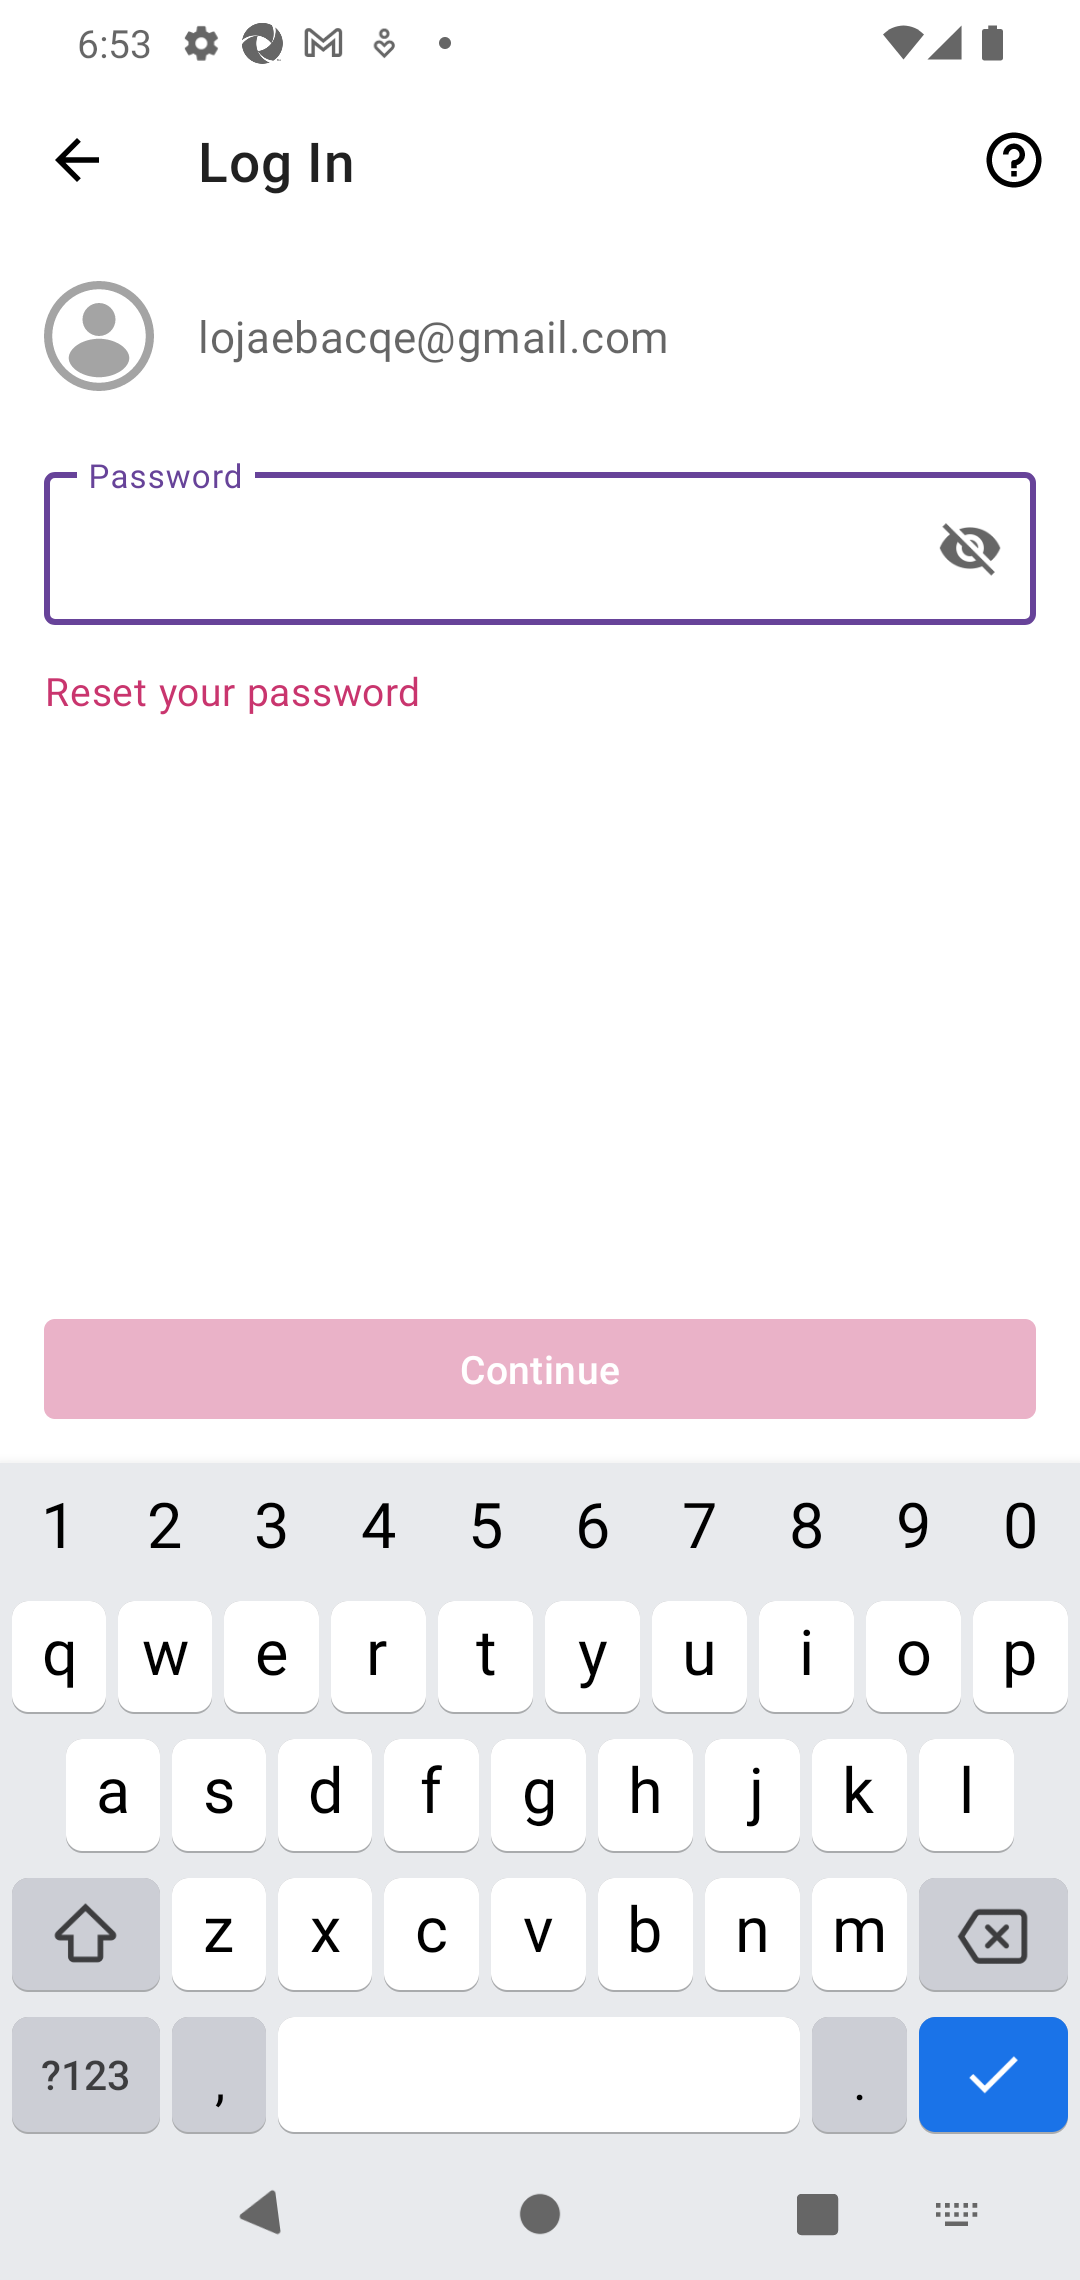 6:53
Log In
lojaebacqe@gmail.com
Password
Reset your password
Continue
1 2 3 4 5 6 7 8 9 0
q w e r t y u i o p
a s d f g h j k l
z x c v b n m
?123 , .